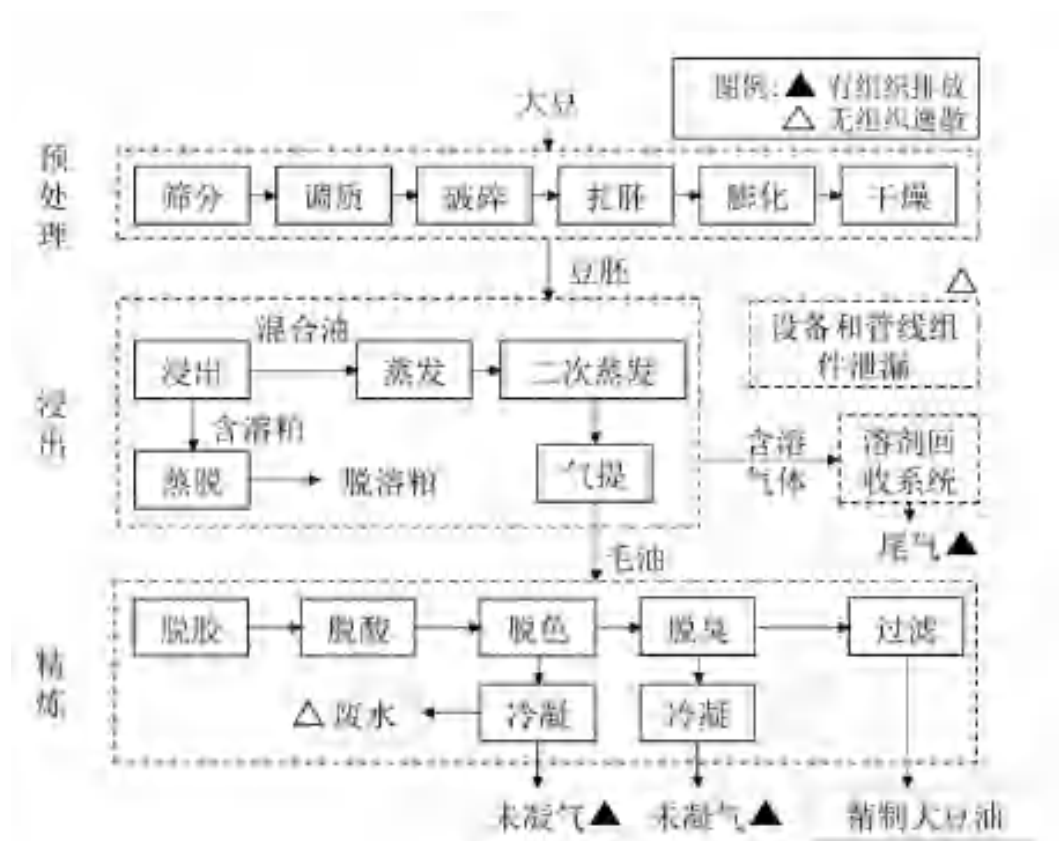 图例: ▲ 有组织排放
△ 无组织逸散
大豆
预处理
筛分 调质 破碎 扎胚 膨化 干燥
豆胚
△
设备和管线组件泄漏
浸出
浸出 混合油 蒸发 二次蒸发
含溶粕
蒸脱 脱溶粕 气提
含溶气体
溶剂回收系统
尾气▲
毛油
精炼
脱胶 脱酸 脱色 脱臭 过滤
△ 废水 冷凝 冷凝
未凝气▲ 未凝气▲ 精制大豆油